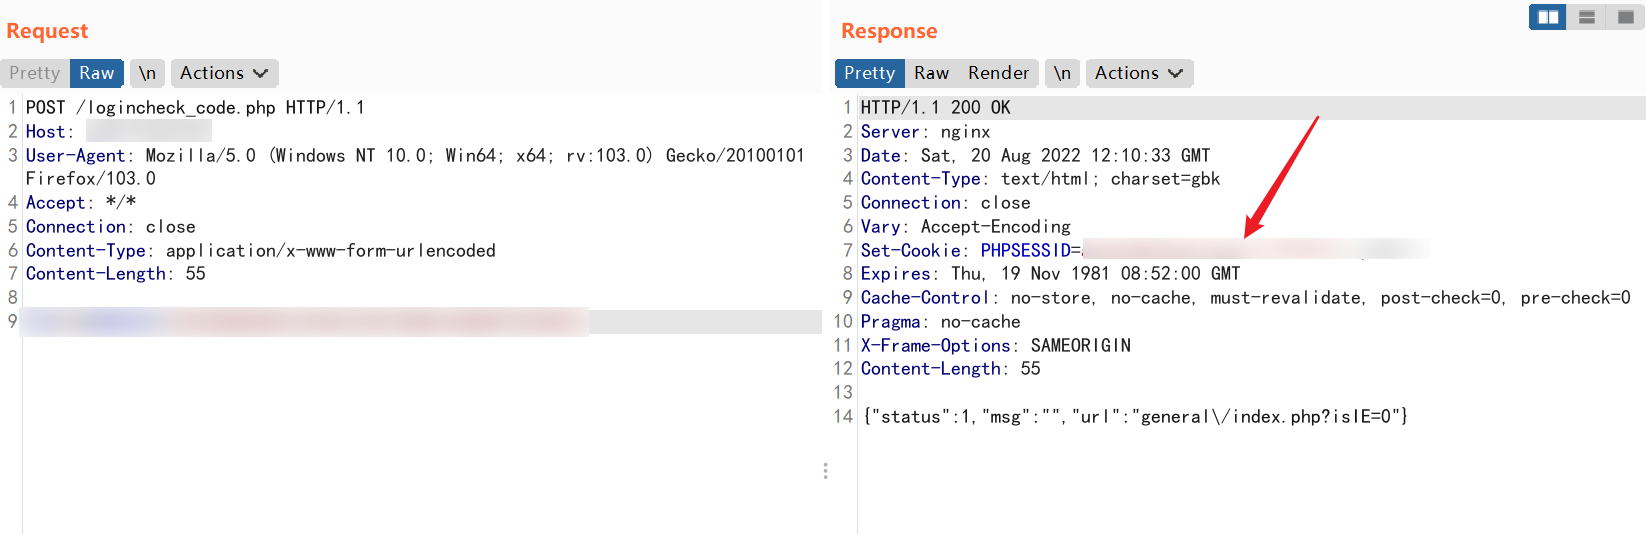 Request
Pretty Raw \n Actions
1 POST /logincheck_code.php HTTP/1.1
2 Host:
3 User-Agent: Mozilla/5.0 (Windows NT 10.0; Win64; x64; rv:103.0) Gecko/20100101
Firefox/103.0
4 Accept: */*
5 Connection: close
6 Content-Type: application/x-www-form-urlencoded
7 Content-Length: 55
8
9
Response
Pretty Raw Render \n Actions
1 HTTP/1.1 200 OK
2 Server: nginx
3 Date: Sat, 20 Aug 2022 12:10:33 GMT
4 Content-Type: text/html; charset=gbk
5 Connection: close
6 Vary: Accept-Encoding
7 Set-Cookie: PHPSESSID=
8 Expires: Thu, 19 Nov 1981 08:52:00 GMT
9 Cache-Control: no-store, no-cache, must-revalidate, post-check=0, pre-check=0
10 Pragma: no-cache
11 X-Frame-Options: SAMEORIGIN
12 Content-Length: 55
13
14 {"status":1,"msg":"","url":"general\/index.php?isIE=0"}